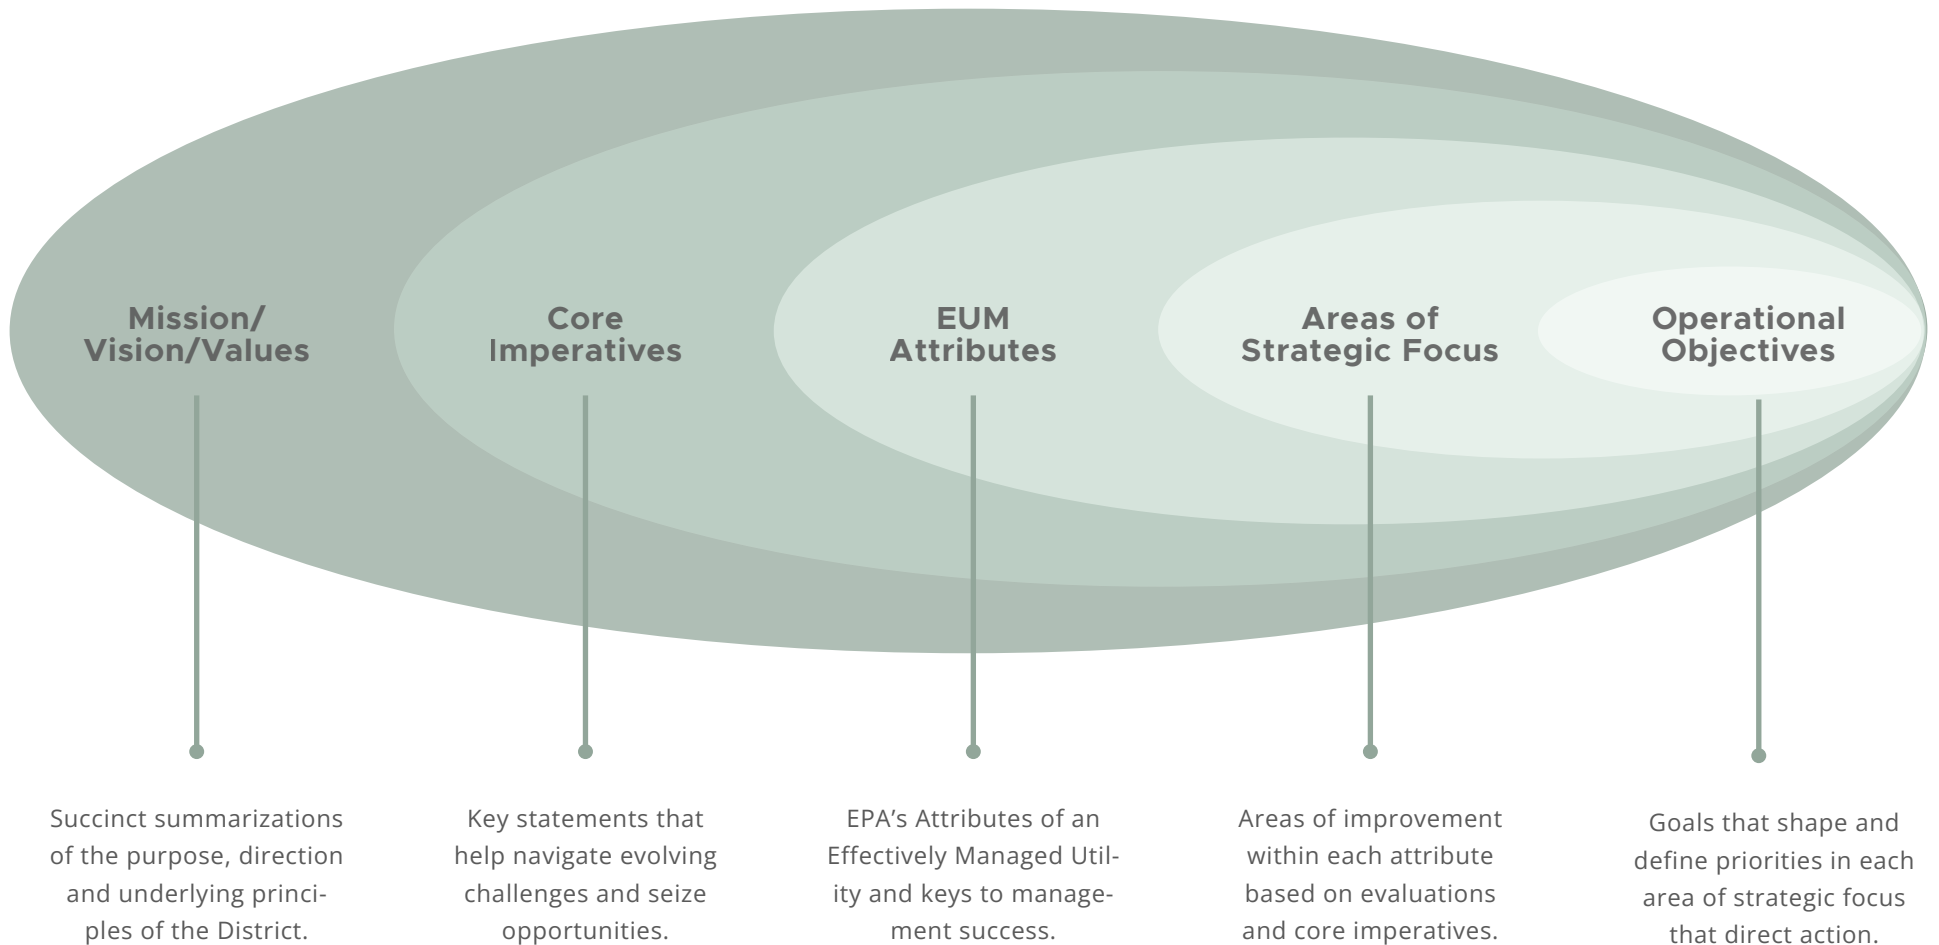 Mission/
Vision/Values
Core
Imperatives
EUM
Attributes
Areas of
Strategic Focus
Operational
Objectives
Succinct summarizations
of the purpose, direction
and underlying princi-
ples of the District.
Key statements that
help navigate evolving
challenges and seize
opportunities.
EPA’s Attributes of an
Effectively Managed Util-
ity and keys to manage-
ment success.
Areas of improvement
within each attribute
based on evaluations
and core imperatives.
Goals that shape and
define priorities in each
area of strategic focus
that direct action.